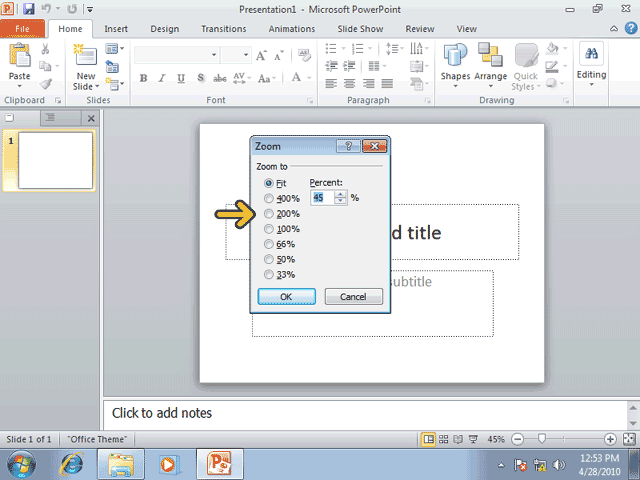 Presentation1 - Microsoft PowerPoint
File Home Insert Design Transitions Animations Slide Show Review View
Paste
New
Slide
B I U S abc AV Aa A
A A
Shapes Arrange Quick
Styles
Editing
Clipboard Slides Font Paragraph Drawing
1
Zoom
Zoom to
Fit Percent:
400% 45 %
200%
100%
66%
50%
33%
OK Cancel
d title
subtitle
Click to add notes
Slide 1 of 1 "Office Theme" 45%
12:53 PM
4/28/2010